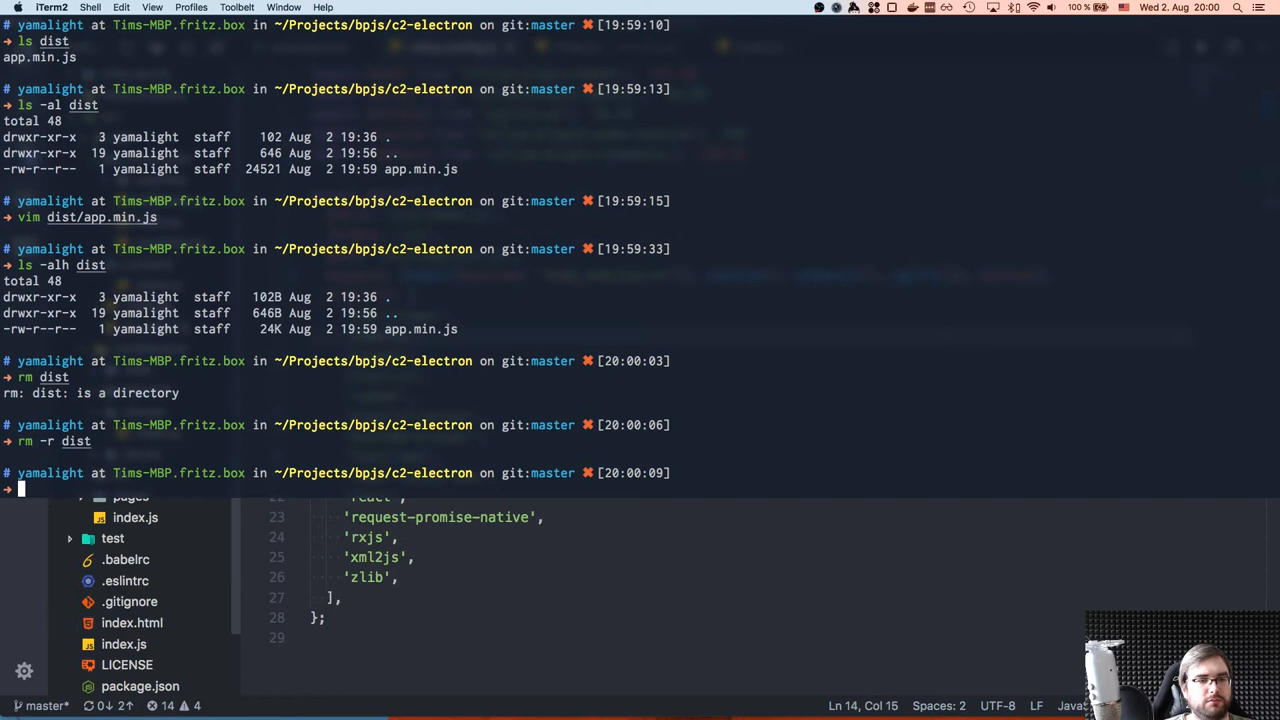 iTerm2 Shell Edit View Profiles Toolbelt Window Help 100 % Wed 2. Aug 20:00
# yamalight at Tims-MBP.fritz.box in ~/Projects/bpjs/c2-electron on git:master ✖ [19:59:10]
➜ ls dist
app.min.js
# yamalight at Tims-MBP.fritz.box in ~/Projects/bpjs/c2-electron on git:master ✖ [19:59:13]
➜ ls -al dist
total 48
drwxr-xr-x 3 yamalight staff 102 Aug 2 19:36 .
drwxr-xr-x 19 yamalight staff 646 Aug 2 19:56 ..
-rw-r--r-- 1 yamalight staff 24521 Aug 2 19:59 app.min.js
# yamalight at Tims-MBP.fritz.box in ~/Projects/bpjs/c2-electron on git:master ✖ [19:59:15]
➜ vim dist/app.min.js
# yamalight at Tims-MBP.fritz.box in ~/Projects/bpjs/c2-electron on git:master ✖ [19:59:33]
➜ ls -alh dist
total 48
drwxr-xr-x 3 yamalight staff 102B Aug 2 19:36 .
drwxr-xr-x 19 yamalight staff 646B Aug 2 19:56 ..
-rw-r--r-- 1 yamalight staff 24K Aug 2 19:59 app.min.js
# yamalight at Tims-MBP.fritz.box in ~/Projects/bpjs/c2-electron on git:master ✖ [20:00:03]
➜ rm dist
rm: dist: is a directory
# yamalight at Tims-MBP.fritz.box in ~/Projects/bpjs/c2-electron on git:master ✖ [20:00:06]
➜ rm -r dist
# yamalight at Tims-MBP.fritz.box in ~/Projects/bpjs/c2-electron on git:master ✖ [20:00:09]
➜
pages
index.js
test
.babelrc
.eslintrc
.gitignore
index.html
index.js
LICENSE
package.json
22 'react',
23 'request-promise-native',
24 'rxjs',
25 'xml2js',
26 'zlib',
27 ],
28 };
29
master* 0↓ 2↑ 14 4 Ln 14, Col 15 Spaces: 2 UTF-8 LF